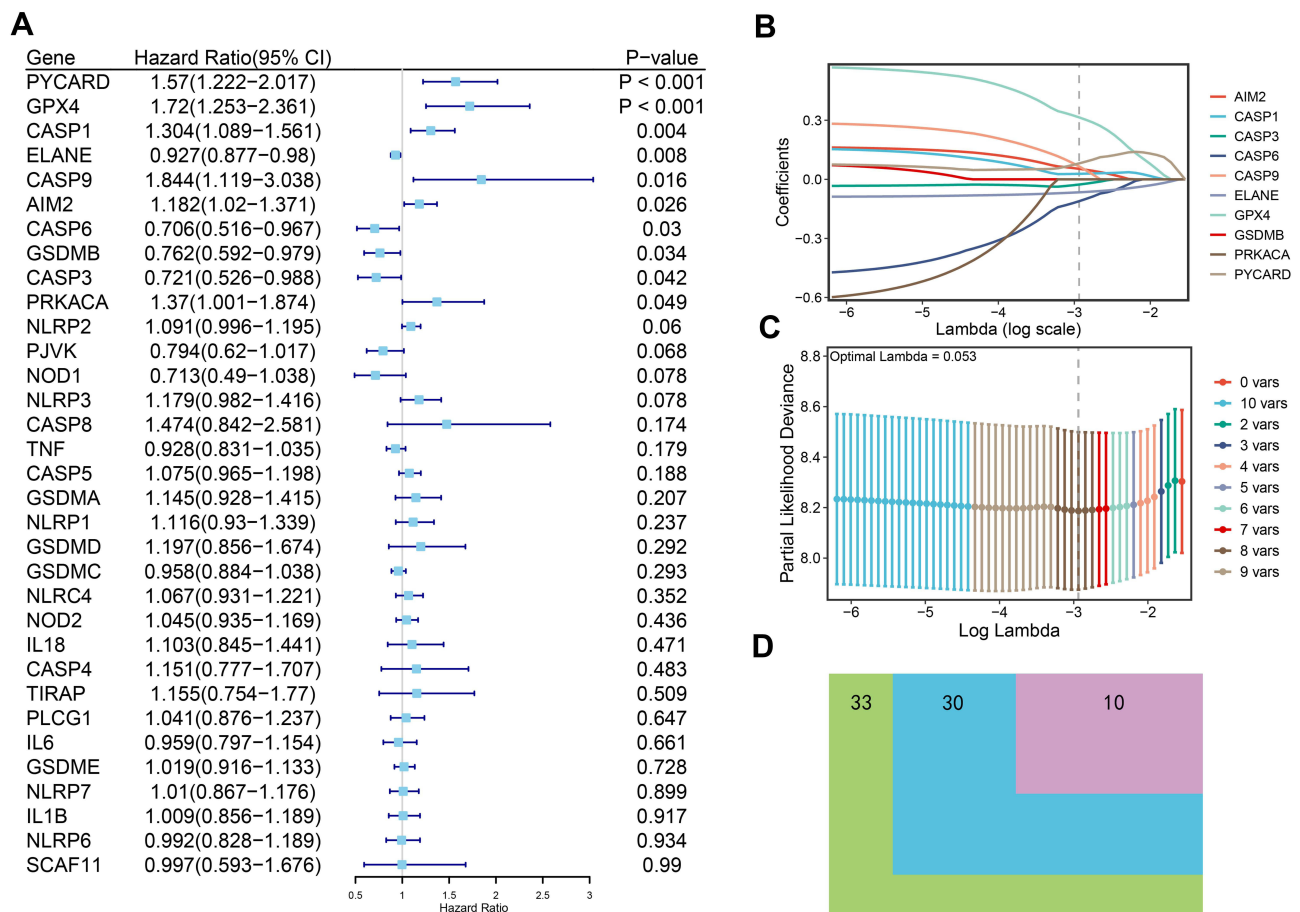 A
Gene Hazard Ratio(95% CI) P−value
PYCARD 1.57(1.222−2.017) P < 0.001
GPX4 1.72(1.253−2.361) P < 0.001
CASP1 1.304(1.089−1.561) 0.004
ELANE 0.927(0.877−0.98) 0.008
CASP9 1.844(1.119−3.038) 0.016
AIM2 1.182(1.02−1.371) 0.026
CASP6 0.706(0.516−0.967) 0.03
GSDMB 0.762(0.592−0.979) 0.034
CASP3 0.721(0.526−0.988) 0.042
PRKACA 1.37(1.001−1.874) 0.049
NLRP2 1.091(0.996−1.195) 0.06
PJVK 0.794(0.62−1.017) 0.068
NOD1 0.713(0.49−1.038) 0.078
NLRP3 1.179(0.982−1.416) 0.078
CASP8 1.474(0.842−2.581) 0.174
TNF 0.928(0.831−1.035) 0.179
CASP5 1.075(0.965−1.198) 0.188
GSDMA 1.145(0.928−1.415) 0.207
NLRP1 1.116(0.93−1.339) 0.237
GSDMD 1.197(0.856−1.674) 0.292
GSDMC 0.958(0.884−1.038) 0.293
NLRC4 1.067(0.931−1.221) 0.352
NOD2 1.045(0.935−1.169) 0.436
IL18 1.103(0.845−1.441) 0.471
CASP4 1.151(0.777−1.707) 0.483
TIRAP 1.155(0.754−1.77) 0.509
PLCG1 1.041(0.876−1.237) 0.647
IL6 0.959(0.797−1.154) 0.661
GSDME 1.019(0.916−1.133) 0.728
NLRP7 1.01(0.867−1.176) 0.899
IL1B 1.009(0.856−1.189) 0.917
NLRP6 0.992(0.828−1.189) 0.934
SCAF11 0.997(0.593−1.676) 0.99
0.5 1 1.5 2 2.5 3
Hazard Ratio
B
Coefficients
0.3
0.0
−0.3
−0.6
−6 −5 −4 −3 −2
Lambda (log scale)
AIM2
CASP1
CASP3
CASP6
CASP9
ELANE
GPX4
GSDMB
PRKACA
PYCARD
C
Partial Likelihood Deviance
Optimal Lambda = 0.053
8.8
8.6
8.4
8.2
8.0
−6 −5 −4 −3 −2
Log Lambda
0 vars
10 vars
2 vars
3 vars
4 vars
5 vars
6 vars
7 vars
8 vars
9 vars
D
33 30 10